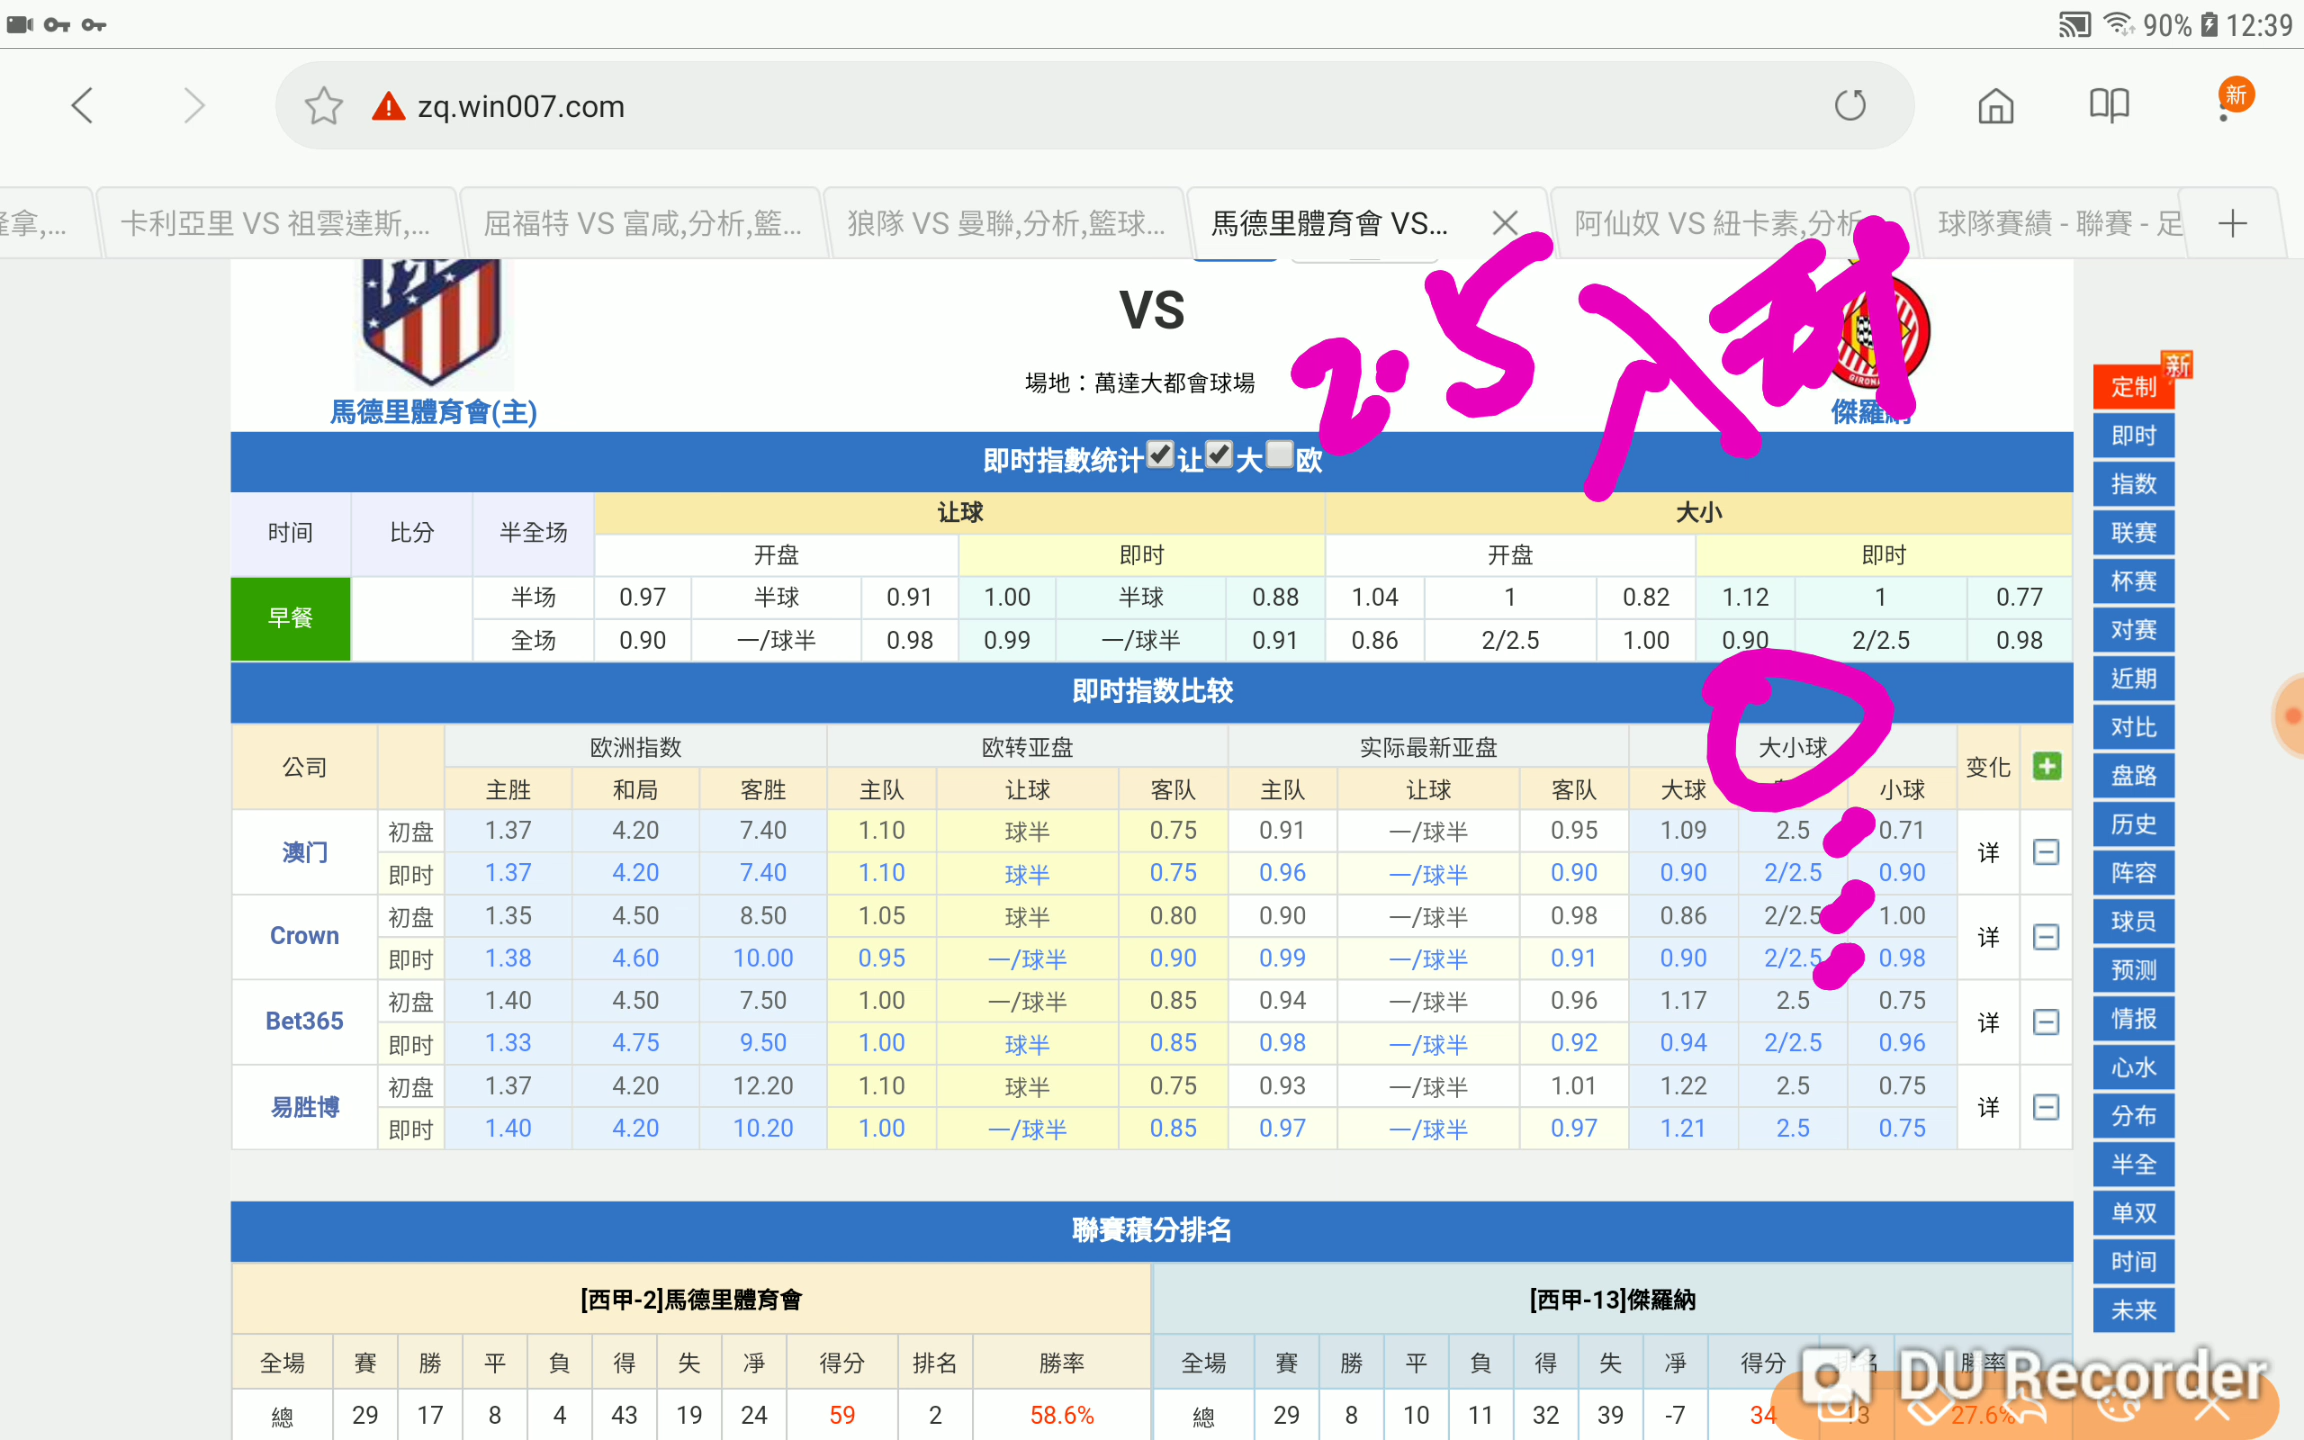 90% 12:39
zq.win007.com 新
隆拿,... 卡利亞里 VS 祖雲達斯,... 屈福特 VS 富咸,分析,籃... 狼隊 VS 曼聯,分析,籃球... 馬德里體育會 VS... 阿仙奴 VS 紐卡素,分析 球隊賽績 - 聯賽 - 足
VS
2.5 入球
場地：萬達大都會球場
馬德里體育會(主)
GIRONA
傑羅納
即时指數统计 让 大 欧
时间 比分 半全场 让球 大小
开盘 即时 开盘 即时
早餐
半场 0.97 半球 0.91 1.00 半球 0.88 1.04 1 0.82 1.12 1 0.77
全场 0.90 一/球半 0.98 0.99 一/球半 0.91 0.86 2/2.5 1.00 0.90 2/2.5 0.98
即时指数比较
公司 欧洲指数 欧转亚盘 实际最新亚盘 大小球 变化
主胜 和局 客胜 主队 让球 客队 主队 让球 客队 大球 小球
澳门 初盘 1.37 4.20 7.40 1.10 球半 0.75 0.91 一/球半 0.95 1.09 2.5 0.71 详
即时 1.37 4.20 7.40 1.10 球半 0.75 0.96 一/球半 0.90 0.90 2/2.5 0.90
Crown 初盘 1.35 4.50 8.50 1.05 球半 0.80 0.90 一/球半 0.98 0.86 2/2.5 1.00 详
即时 1.38 4.60 10.00 0.95 一/球半 0.90 0.99 一/球半 0.91 0.90 2/2.5 0.98
Bet365 初盘 1.40 4.50 7.50 1.00 一/球半 0.85 0.94 一/球半 0.96 1.17 2.5 0.75 详
即时 1.33 4.75 9.50 1.00 球半 0.85 0.98 一/球半 0.92 0.94 2/2.5 0.96
易胜博 初盘 1.37 4.20 12.20 1.10 球半 0.75 0.93 一/球半 1.01 1.22 2.5 0.75 详
即时 1.40 4.20 10.20 1.00 一/球半 0.85 0.97 一/球半 0.97 1.21 2.5 0.75
聯賽積分排名
[西甲-2]馬德里體育會 [西甲-13]傑羅納
全場 賽 勝 平 負 得 失 凈 得分 排名 勝率 全場 賽 勝 平 負 得 失 凈 得分 排名 勝率
總 29 17 8 4 43 19 24 59 2 58.6% 總 29 8 10 11 32 39 -7 34 13 27.6%
新
定制
即时
指数
联赛
杯赛
对赛
近期
对比
盘路
历史
阵容
球员
预测
情报
心水
分布
半全
单双
时间
未来
DU Recorder